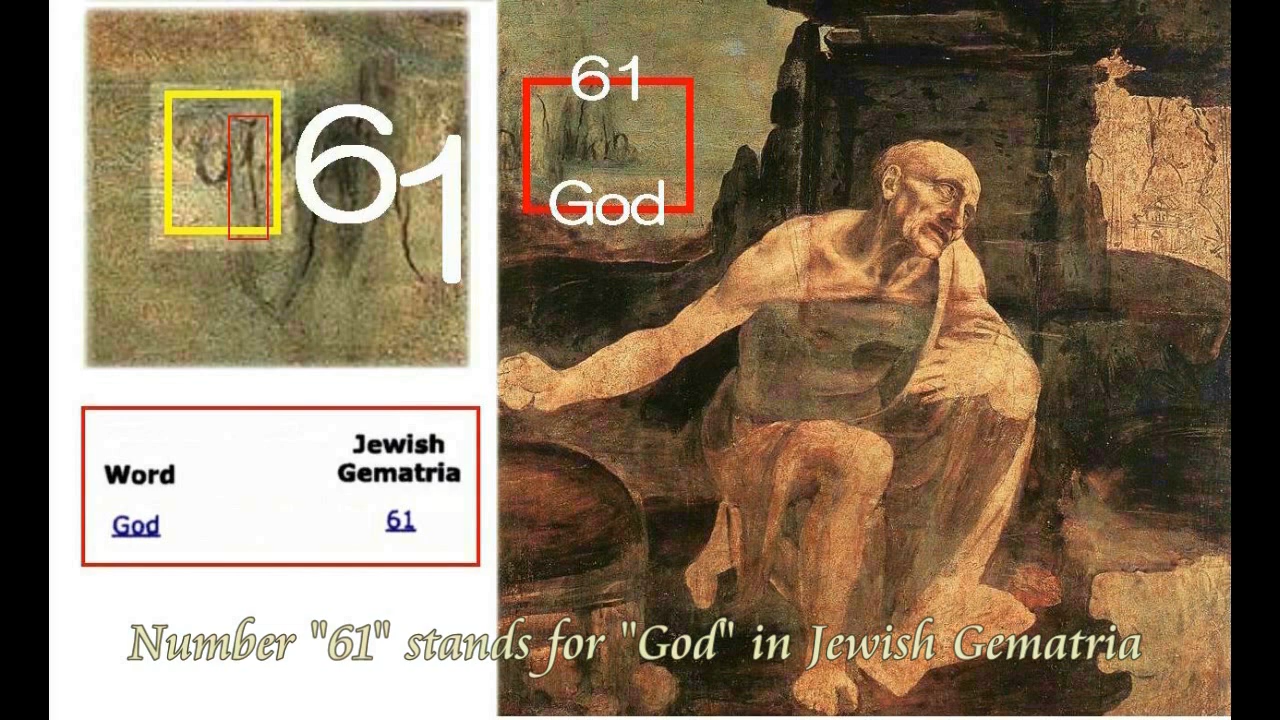 61
61
God
Jewish
Word Gematria
God 61
Number "61" stands for "God" in Jewish Gematria